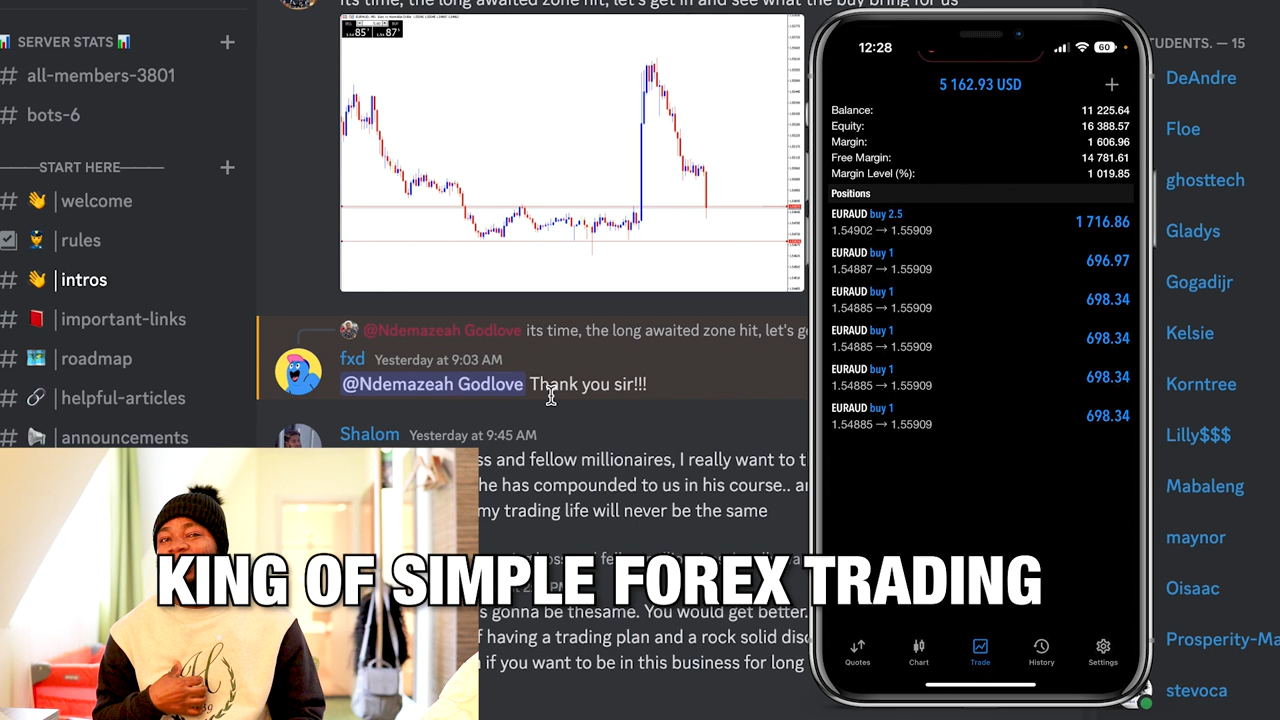 its time, the long awaited zone hit, let's get in and see what the buy bring for us
SERVER STATS
# all-members-3801
# bots-6
START HERE
# | welcome
| rules
# | intros
# | important-links
# | roadmap
# | helpful-articles
# | announcements
@Ndemazeah Godlove its time, the long awaited zone hit, let's go
fxd Yesterday at 9:03 AM
@Ndemazeah Godlove Thank you sir!!!
Shalom Yesterday at 9:45 AM
ss and fellow millionaires, I really want to t
he has compounded to us in his course.. a
my trading life will never be the same
s gonna be thesame. You would get better.
f having a trading plan and a rock solid disc
n if you want to be in this business for long
KING OF SIMPLE FOREX TRADING
12:28
60
5 162.93 USD
Balance: 11 225.64
Equity: 16 388.57
Margin: 1 606.96
Free Margin: 14 781.61
Margin Level (%): 1 019.85
Positions
EURAUD buy 2.5
1.54902 → 1.55909
1 716.86
EURAUD buy 1
1.54887 → 1.55909
696.97
EURAUD buy 1
1.54885 → 1.55909
698.34
EURAUD buy 1
1.54885 → 1.55909
698.34
EURAUD buy 1
1.54885 → 1.55909
698.34
EURAUD buy 1
1.54885 → 1.55909
698.34
Quotes
Chart
Trade
History
Settings
TUDENTS. — 15
DeAndre
Floe
ghosttach
Gladys
Gogadijr
Kelsie
Korntree
Lilly$$$
Mabaleng
maynor
Oisaac
Prosperity-Ma
stevoca